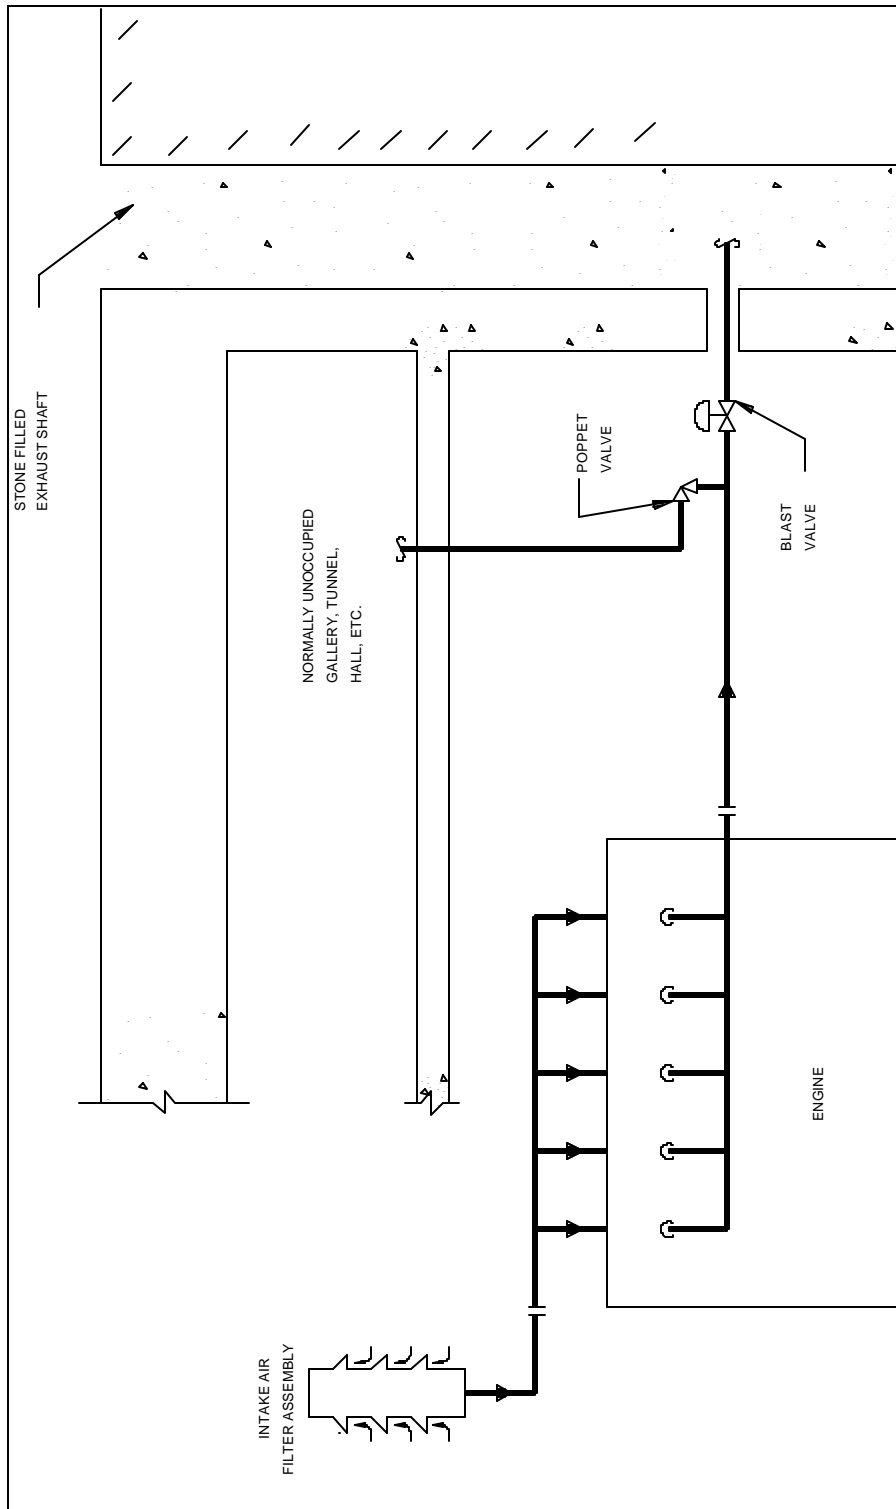 STONE FILLED
EXHAUST SHAFT
POPPET
VALVE
BLAST
VALVE
NORMALLY UNOCCUPIED
GALLERY, TUNNEL,
HALL, ETC.
ENGINE
INTAKE AIR
FILTER ASSEMBLY